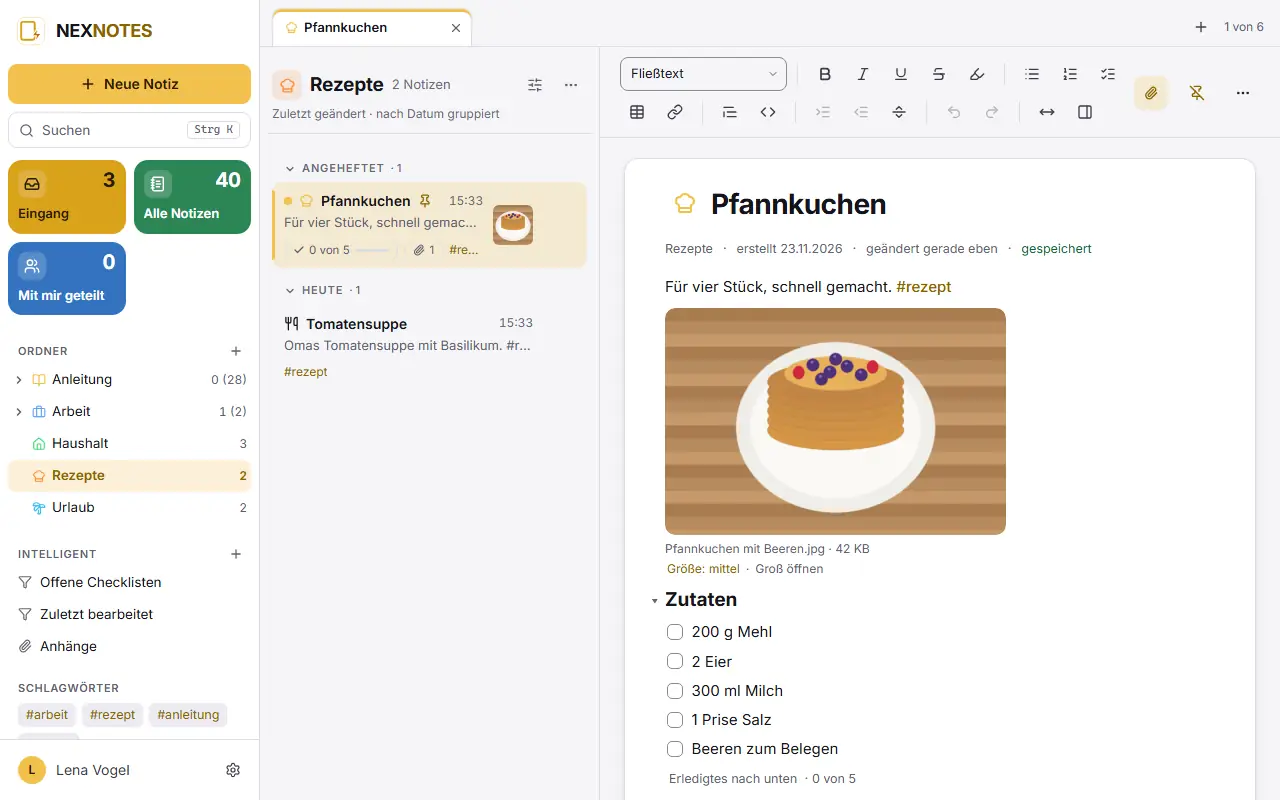 NEXNOTES
Neue Notiz
Suchen
Strg K
3
Eingang
40
Alle Notizen
0
Mit mir geteilt
ORDNER
Anleitung 0 (28)
Arbeit 1 (2)
Haushalt 3
Rezepte 2
Urlaub 2
INTELLIGENT
Offene Checklisten
Zuletzt bearbeitet
Anhänge
SCHLAGWÖRTER
#arbeit #rezept #anleitung
L Lena Vogel
Pfannkuchen
1 von 6
Rezepte 2 Notizen
Zuletzt geändert · nach Datum gruppiert
ANGEHEFTET · 1
Pfannkuchen 15:33
Für vier Stück, schnell gemac...
0 von 5 1 #re...
HEUTE · 1
Tomatensuppe 15:33
Omas Tomatensuppe mit Basilikum. #r...
#rezept
Fließtext
Pfannkuchen
Rezepte · erstellt 23.11.2026 · geändert gerade eben · gespeichert
Für vier Stück, schnell gemacht. #rezept
Pfannkuchen mit Beeren.jpg · 42 KB
Größe: mittel · Groß öffnen
Zutaten
200 g Mehl
2 Eier
300 ml Milch
1 Prise Salz
Beeren zum Belegen
Erledigtes nach unten · 0 von 5